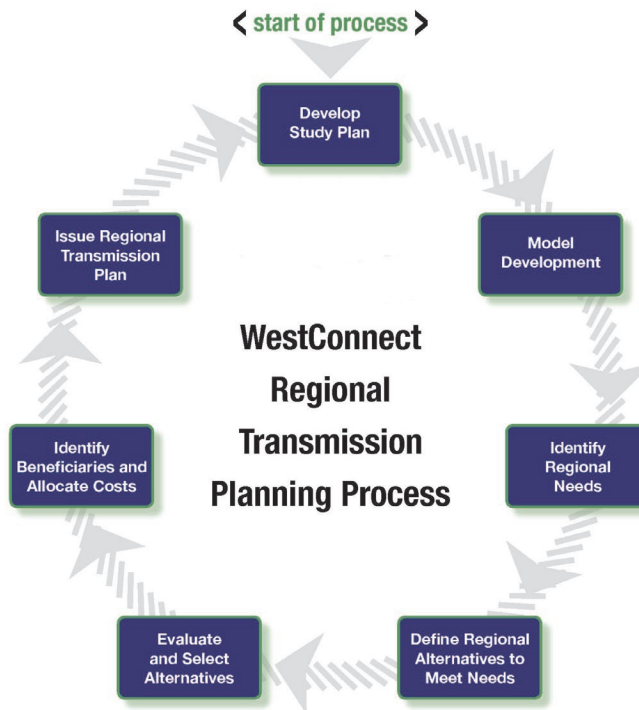 < start of process >
Develop
Study Plan
Model
Development
Identify
Regional
Needs
Define Regional
Alternatives to
Meet Needs
Evaluate
and Select
Alternatives
Identify
Beneficiaries and
Allocate Costs
Issue Regional
Transmission
Plan
WestConnect
Regional
Transmission
Planning Process